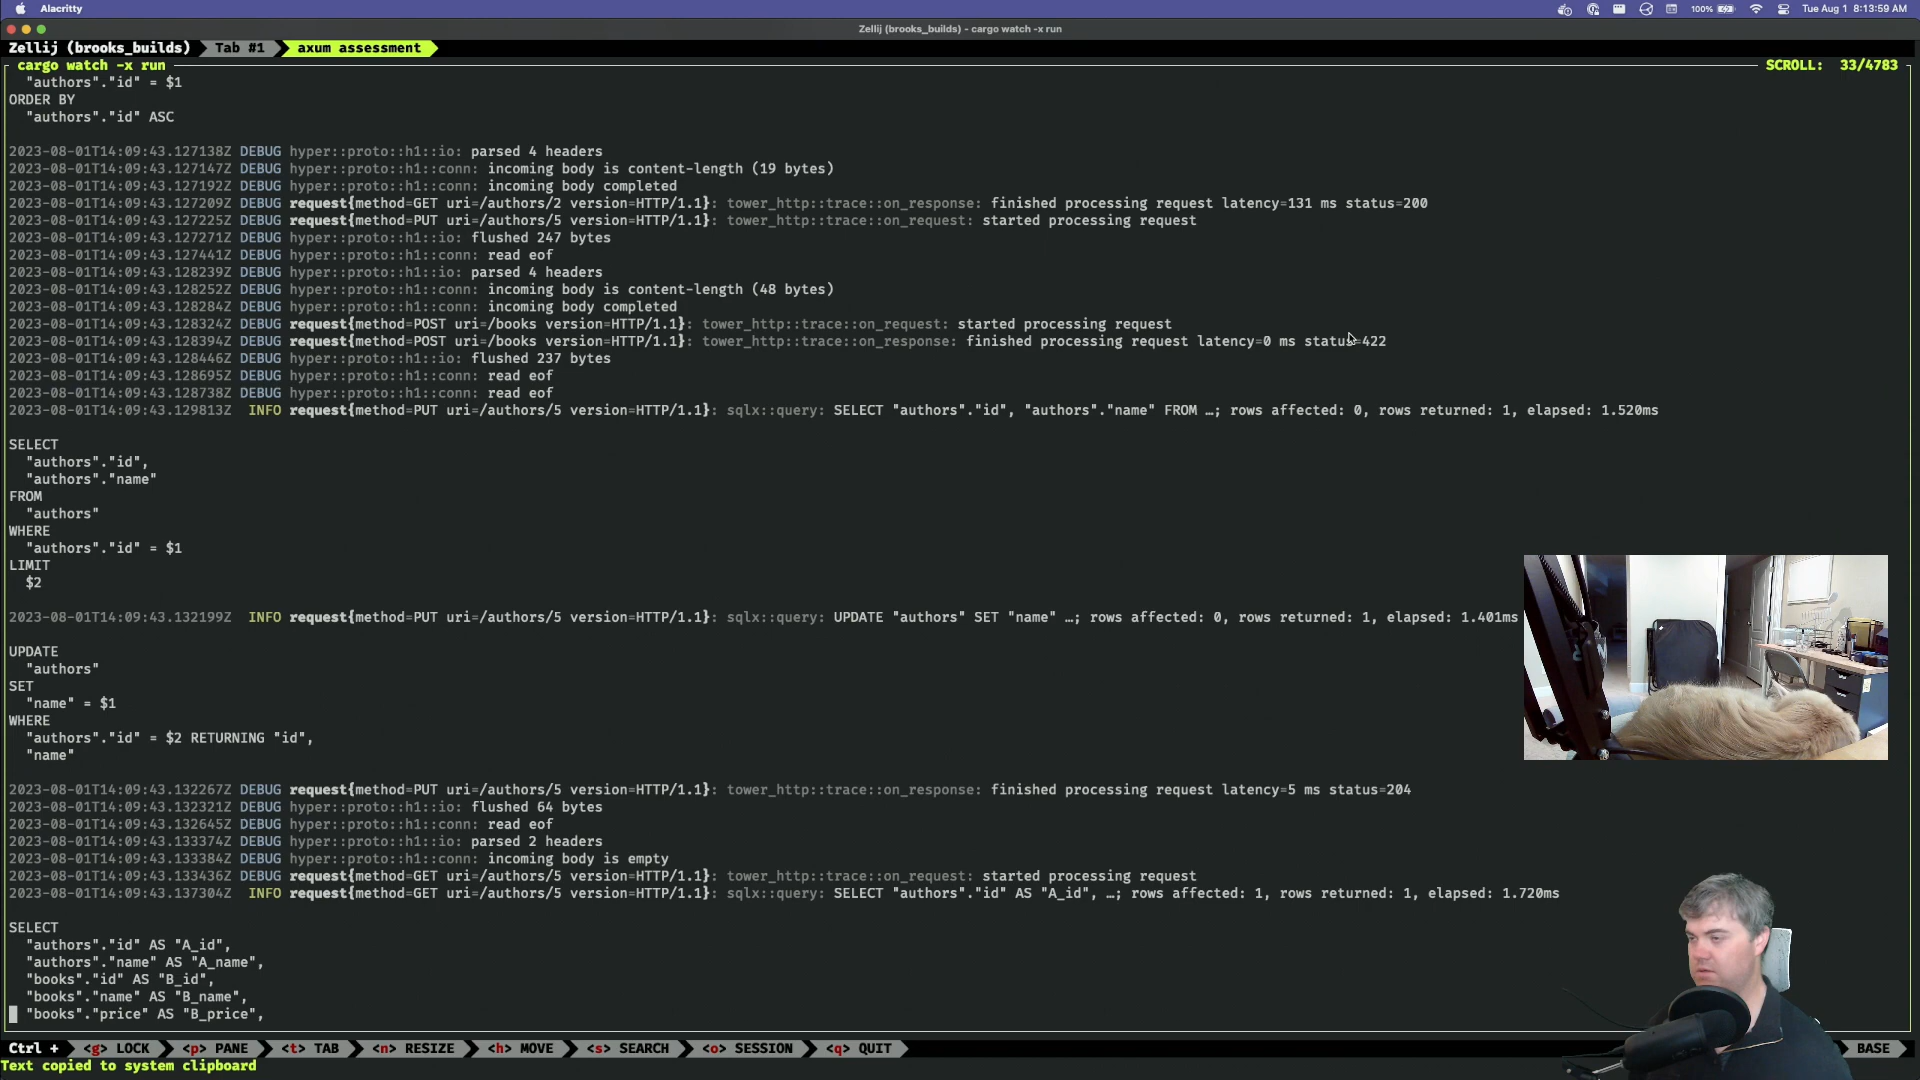 Alacritty
100%
Tue Aug 1 8:13:59 AM
Zellij (brooks_builds) - cargo watch -x run
Zellij (brooks_builds) Tab #1 axum assessment
cargo watch -x run SCROLL: 33/4783
"authors"."id" = $1
ORDER BY
"authors"."id" ASC
2023-08-01T14:09:43.127138Z DEBUG hyper::proto::h1::io: parsed 4 headers
2023-08-01T14:09:43.127147Z DEBUG hyper::proto::h1::conn: incoming body is content-length (19 bytes)
2023-08-01T14:09:43.127192Z DEBUG hyper::proto::h1::conn: incoming body completed
2023-08-01T14:09:43.127209Z DEBUG request{method=GET uri=/authors/2 version=HTTP/1.1}: tower_http::trace::on_response: finished processing request latency=131 ms status=200
2023-08-01T14:09:43.127225Z DEBUG request{method=PUT uri=/authors/5 version=HTTP/1.1}: tower_http::trace::on_request: started processing request
2023-08-01T14:09:43.127271Z DEBUG hyper::proto::h1::io: flushed 247 bytes
2023-08-01T14:09:43.127441Z DEBUG hyper::proto::h1::conn: read eof
2023-08-01T14:09:43.128239Z DEBUG hyper::proto::h1::io: parsed 4 headers
2023-08-01T14:09:43.128252Z DEBUG hyper::proto::h1::conn: incoming body is content-length (48 bytes)
2023-08-01T14:09:43.128284Z DEBUG hyper::proto::h1::conn: incoming body completed
2023-08-01T14:09:43.128324Z DEBUG request{method=POST uri=/books version=HTTP/1.1}: tower_http::trace::on_request: started processing request
2023-08-01T14:09:43.128394Z DEBUG request{method=POST uri=/books version=HTTP/1.1}: tower_http::trace::on_response: finished processing request latency=0 ms status=422
2023-08-01T14:09:43.128446Z DEBUG hyper::proto::h1::io: flushed 237 bytes
2023-08-01T14:09:43.128695Z DEBUG hyper::proto::h1::conn: read eof
2023-08-01T14:09:43.128738Z DEBUG hyper::proto::h1::conn: read eof
2023-08-01T14:09:43.129813Z INFO request{method=PUT uri=/authors/5 version=HTTP/1.1}: sqlx::query: SELECT "authors"."id", "authors"."name" FROM …; rows affected: 0, rows returned: 1, elapsed: 1.520ms
SELECT
"authors"."id",
"authors"."name"
FROM
"authors"
WHERE
"authors"."id" = $1
LIMIT
$2
2023-08-01T14:09:43.132199Z INFO request{method=PUT uri=/authors/5 version=HTTP/1.1}: sqlx::query: UPDATE "authors" SET "name" …; rows affected: 0, rows returned: 1, elapsed: 1.401ms
UPDATE
"authors"
SET
"name" = $1
WHERE
"authors"."id" = $2 RETURNING "id",
"name"
2023-08-01T14:09:43.132267Z DEBUG request{method=PUT uri=/authors/5 version=HTTP/1.1}: tower_http::trace::on_response: finished processing request latency=5 ms status=204
2023-08-01T14:09:43.132321Z DEBUG hyper::proto::h1::io: flushed 64 bytes
2023-08-01T14:09:43.132645Z DEBUG hyper::proto::h1::conn: read eof
2023-08-01T14:09:43.133374Z DEBUG hyper::proto::h1::io: parsed 2 headers
2023-08-01T14:09:43.133384Z DEBUG hyper::proto::h1::conn: incoming body is empty
2023-08-01T14:09:43.133436Z DEBUG request{method=GET uri=/authors/5 version=HTTP/1.1}: tower_http::trace::on_request: started processing request
2023-08-01T14:09:43.137304Z INFO request{method=GET uri=/authors/5 version=HTTP/1.1}: sqlx::query: SELECT "authors"."id" AS "A_id", …; rows affected: 1, rows returned: 1, elapsed: 1.720ms
SELECT
"authors"."id" AS "A_id",
"authors"."name" AS "A_name",
"books"."id" AS "B_id",
"books"."name" AS "B_name",
"books"."price" AS "B_price",
Ctrl + <g> LOCK <p> PANE <t> TAB <n> RESIZE <h> MOVE <s> SEARCH <o> SESSION <q> QUIT BASE
Text copied to system clipboard